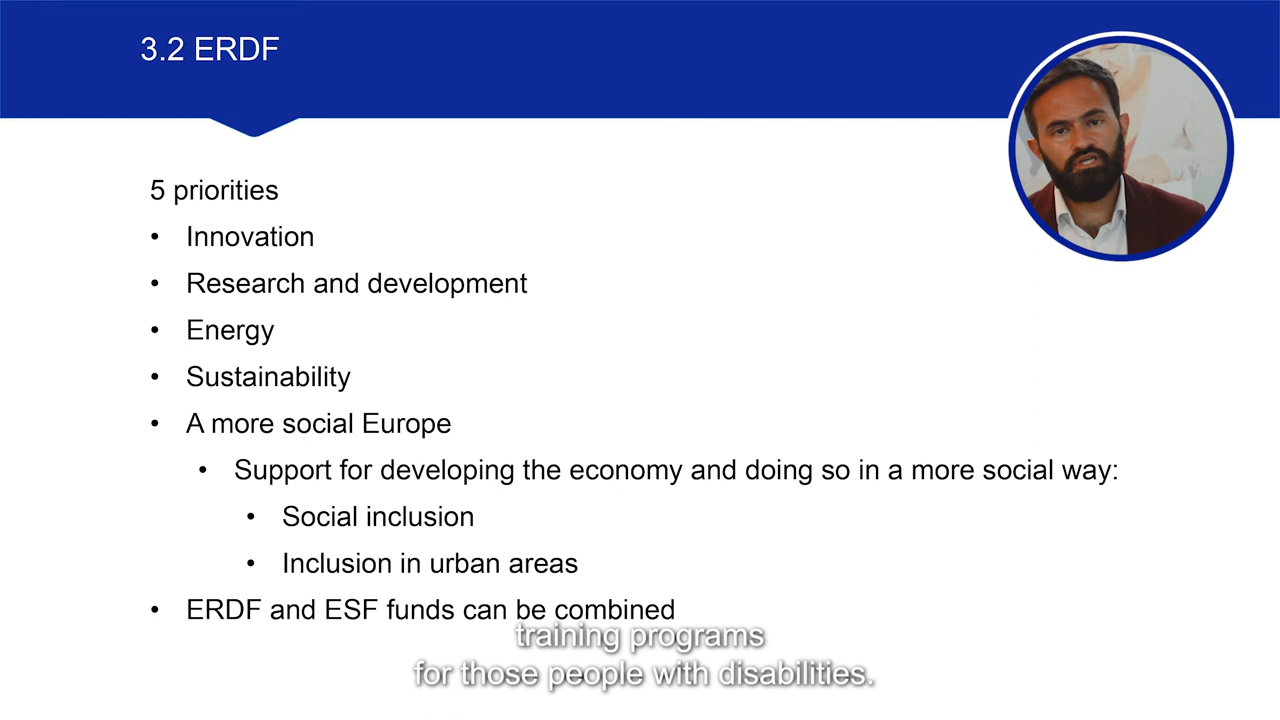 3.2 ERDF
5 priorities
• Innovation
• Research and development
• Energy
• Sustainability
• A more social Europe
• Support for developing the economy and doing so in a more social way:
• Social inclusion
• Inclusion in urban areas
• ERDF and ESF funds can be combined
training programs
for those people with disabilities.